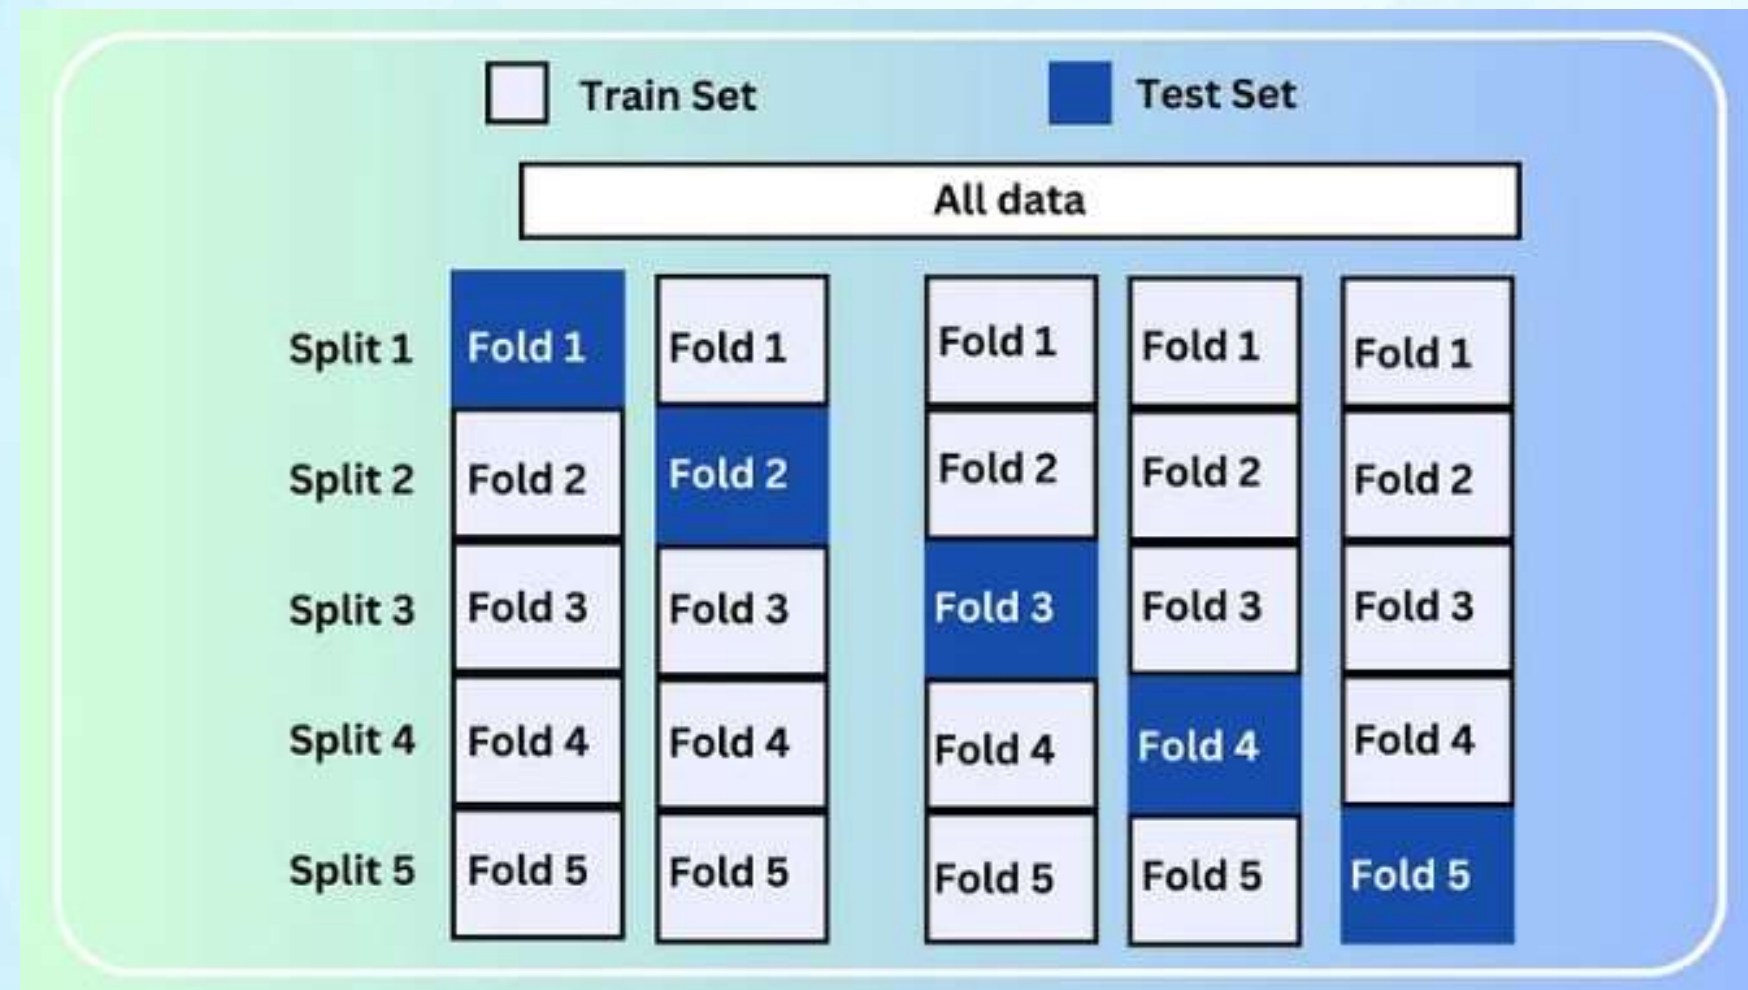 Train Set Test Set
All data
Split 1 Fold 1 Fold 1 Fold 1 Fold 1 Fold 1
Split 2 Fold 2 Fold 2 Fold 2 Fold 2 Fold 2
Split 3 Fold 3 Fold 3 Fold 3 Fold 3 Fold 3
Split 4 Fold 4 Fold 4 Fold 4 Fold 4 Fold 4
Split 5 Fold 5 Fold 5 Fold 5 Fold 5 Fold 5